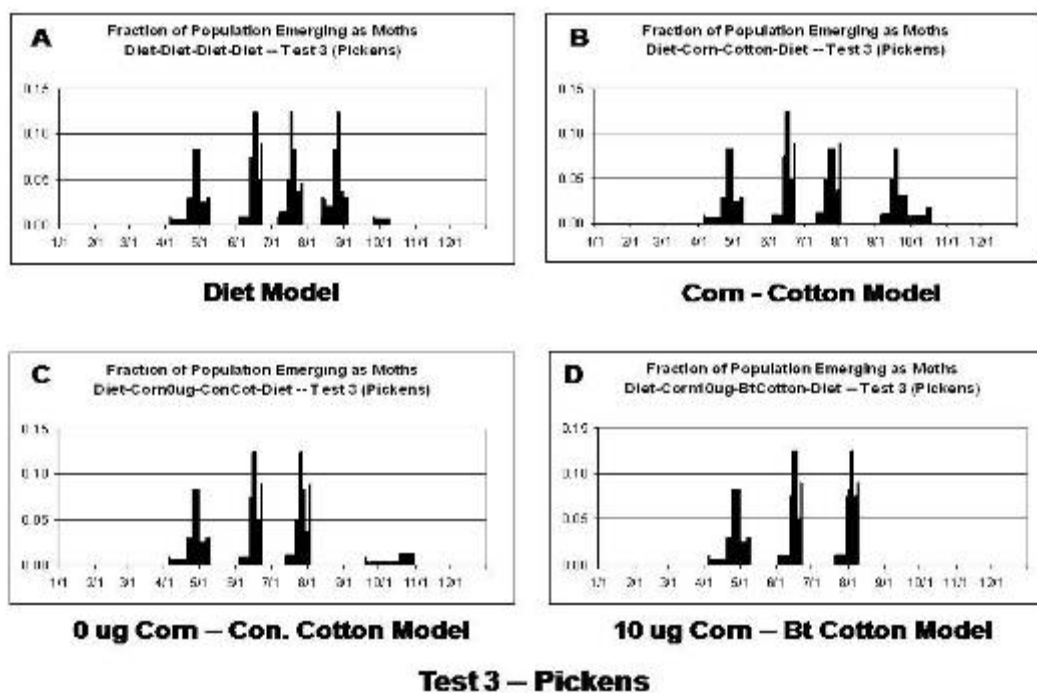 A
Fraction of Population Emerging as Moths
Diet-Diet-Diet-Diet -- Test 3 (Pickens)
0.15
0.10
0.05
0.00
1/1 2/1 3/1 4/1 5/1 6/1 7/1 8/1 9/1 10/1 11/1 12/1
Diet Model
B
Fraction of Population Emerging as Moths
Diet-Corn-Cotton-Diet -- Test 3 (Pickens)
0.15
0.10
0.05
0.00
1/1 2/1 3/1 4/1 5/1 6/1 7/1 8/1 9/1 10/1 11/1 12/1
Corn - Cotton Model
C
Fraction of Population Emerging as Moths
Diet-Corn0ug-ConCot-Diet -- Test 3 (Pickens)
0.15
0.10
0.05
0.00
1/1 2/1 3/1 4/1 5/1 6/1 7/1 8/1 9/1 10/1 11/1 12/1
0 ug Corn – Con. Cotton Model
D
Fraction of Population Emerging as Moths
Diet-Corn10ug-BtCotton-Diet -- Test 3 (Pickens)
0.15
0.10
0.05
0.00
1/1 2/1 3/1 4/1 5/1 6/1 7/1 8/1 9/1 10/1 11/1 12/1
10 ug Corn – Bt Cotton Model
Test 3 – Pickens